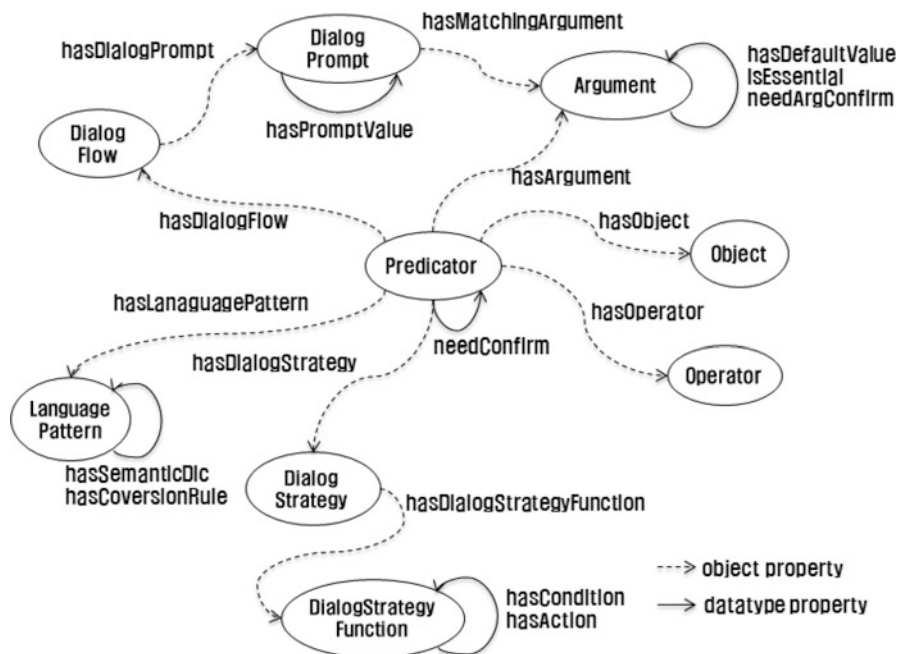 hasMatchingArgument
hasDialogPrompt
Dialog
Prompt
hasDefaultValue
isEssential
needArgConfirm
Argument
hasPromptValue
Dialog
Flow
hasArgument
hasDialogFlow
hasObject
Object
Predicator
hasLanaguagePattern
hasOperator
needConfirm
hasDialogStrategy
Operator
Language
Pattern
hasSemanticDic
hasCoversionRule
Dialog
Strategy
hasDialogStrategyFunction
object property
DialogStrategy
Function
hasCondition
hasAction
datatype property